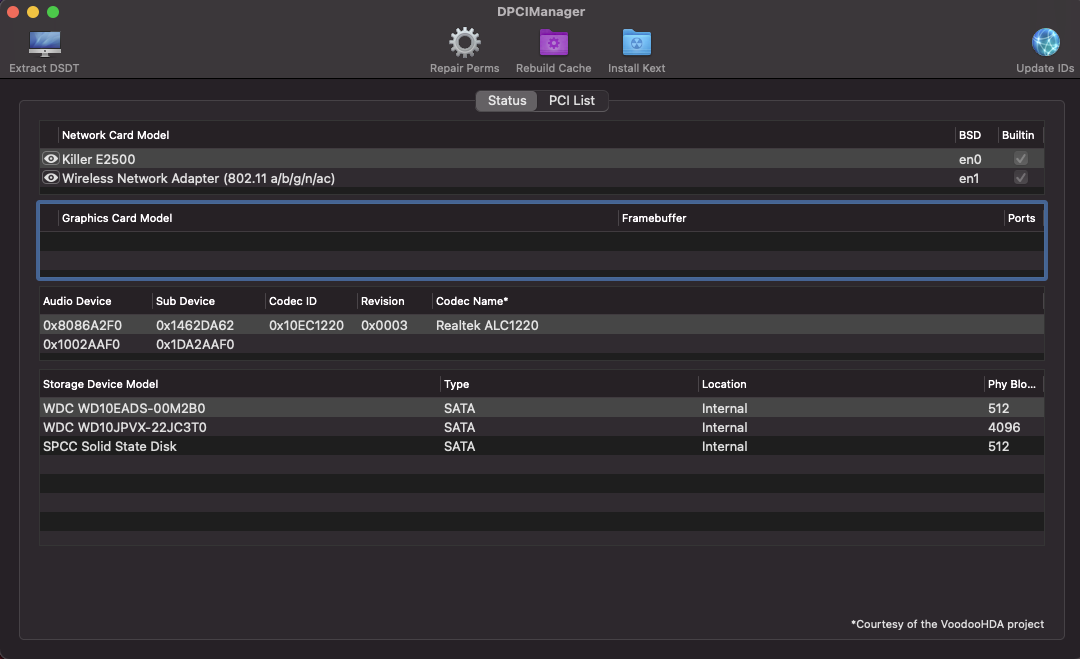 DPCIManager
Extract DSDT
Repair Perms
Rebuild Cache
Install Kext
Update IDs
Status PCI List
Network Card Model BSD Builtin
Killer E2500 en0
Wireless Network Adapter (802.11 a/b/g/n/ac) en1
Graphics Card Model Framebuffer Ports
Audio Device Sub Device Codec ID Revision Codec Name*
0x8086A2F0 0x1462DA62 0x10EC1220 0x0003 Realtek ALC1220
0x1002AAF0 0x1DA2AAF0
Storage Device Model Type Location Phy Blo...
WDC WD10EADS-00M2B0 SATA Internal 512
WDC WD10JPVX-22JC3T0 SATA Internal 4096
SPCC Solid State Disk SATA Internal 512
*Courtesy of the VoodooHDA project